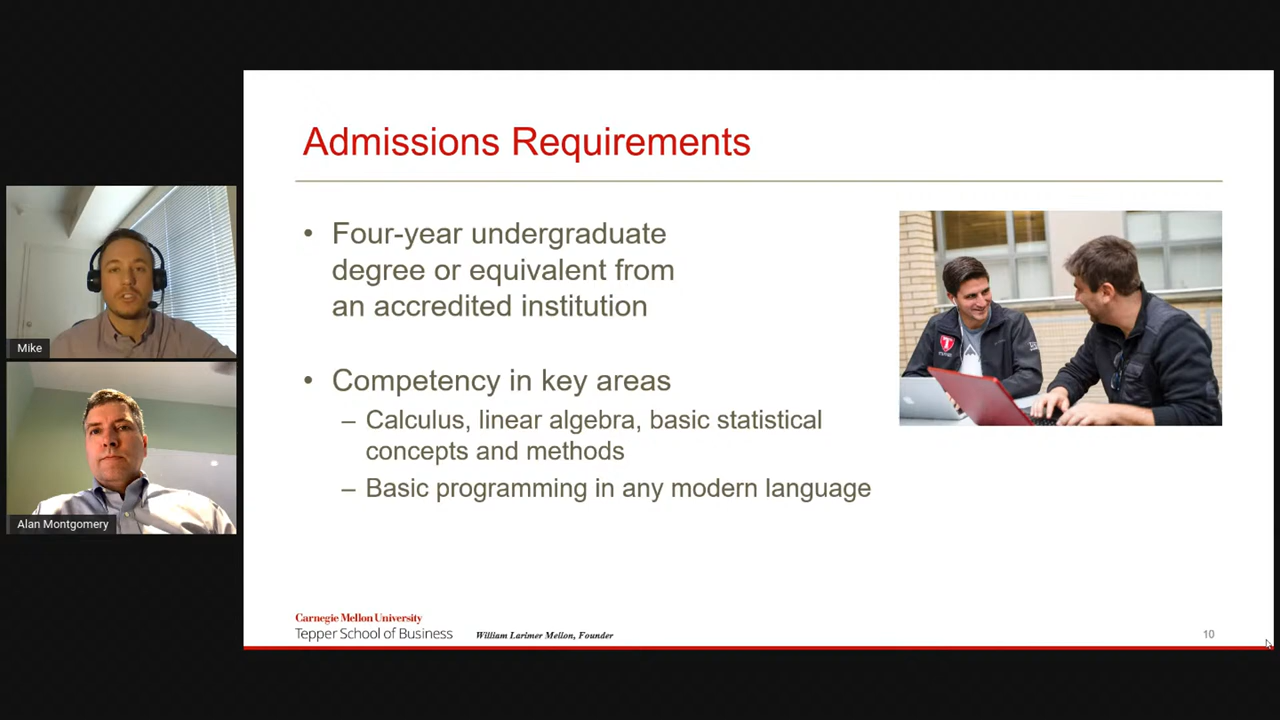 Admissions Requirements
• Four-year undergraduate
degree or equivalent from
an accredited institution
• Competency in key areas
– Calculus, linear algebra, basic statistical
concepts and methods
– Basic programming in any modern language
Mike
Alan Montgomery
Carnegie Mellon University
Tepper School of Business
William Larimer Mellon, Founder
10